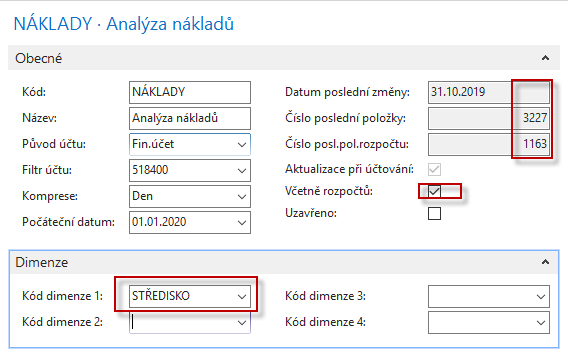 NÁKLADY · Analýza nákladů
Obecné
Kód: NÁKLADY
Název: Analýza nákladů
Původ účtu: Fin.účet
Filtr účtu: 518400
Komprese: Den
Počáteční datum: 01.01.2020
Datum poslední změny: 31.10.2019
Číslo poslední položky: 3227
Číslo posl.pol.rozpočtu: 1163
Aktualizace při účtování:
Včetně rozpočtů:
Uzavřeno:
Dimenze
Kód dimenze 1: STŘEDISKO
Kód dimenze 2:
Kód dimenze 3:
Kód dimenze 4: